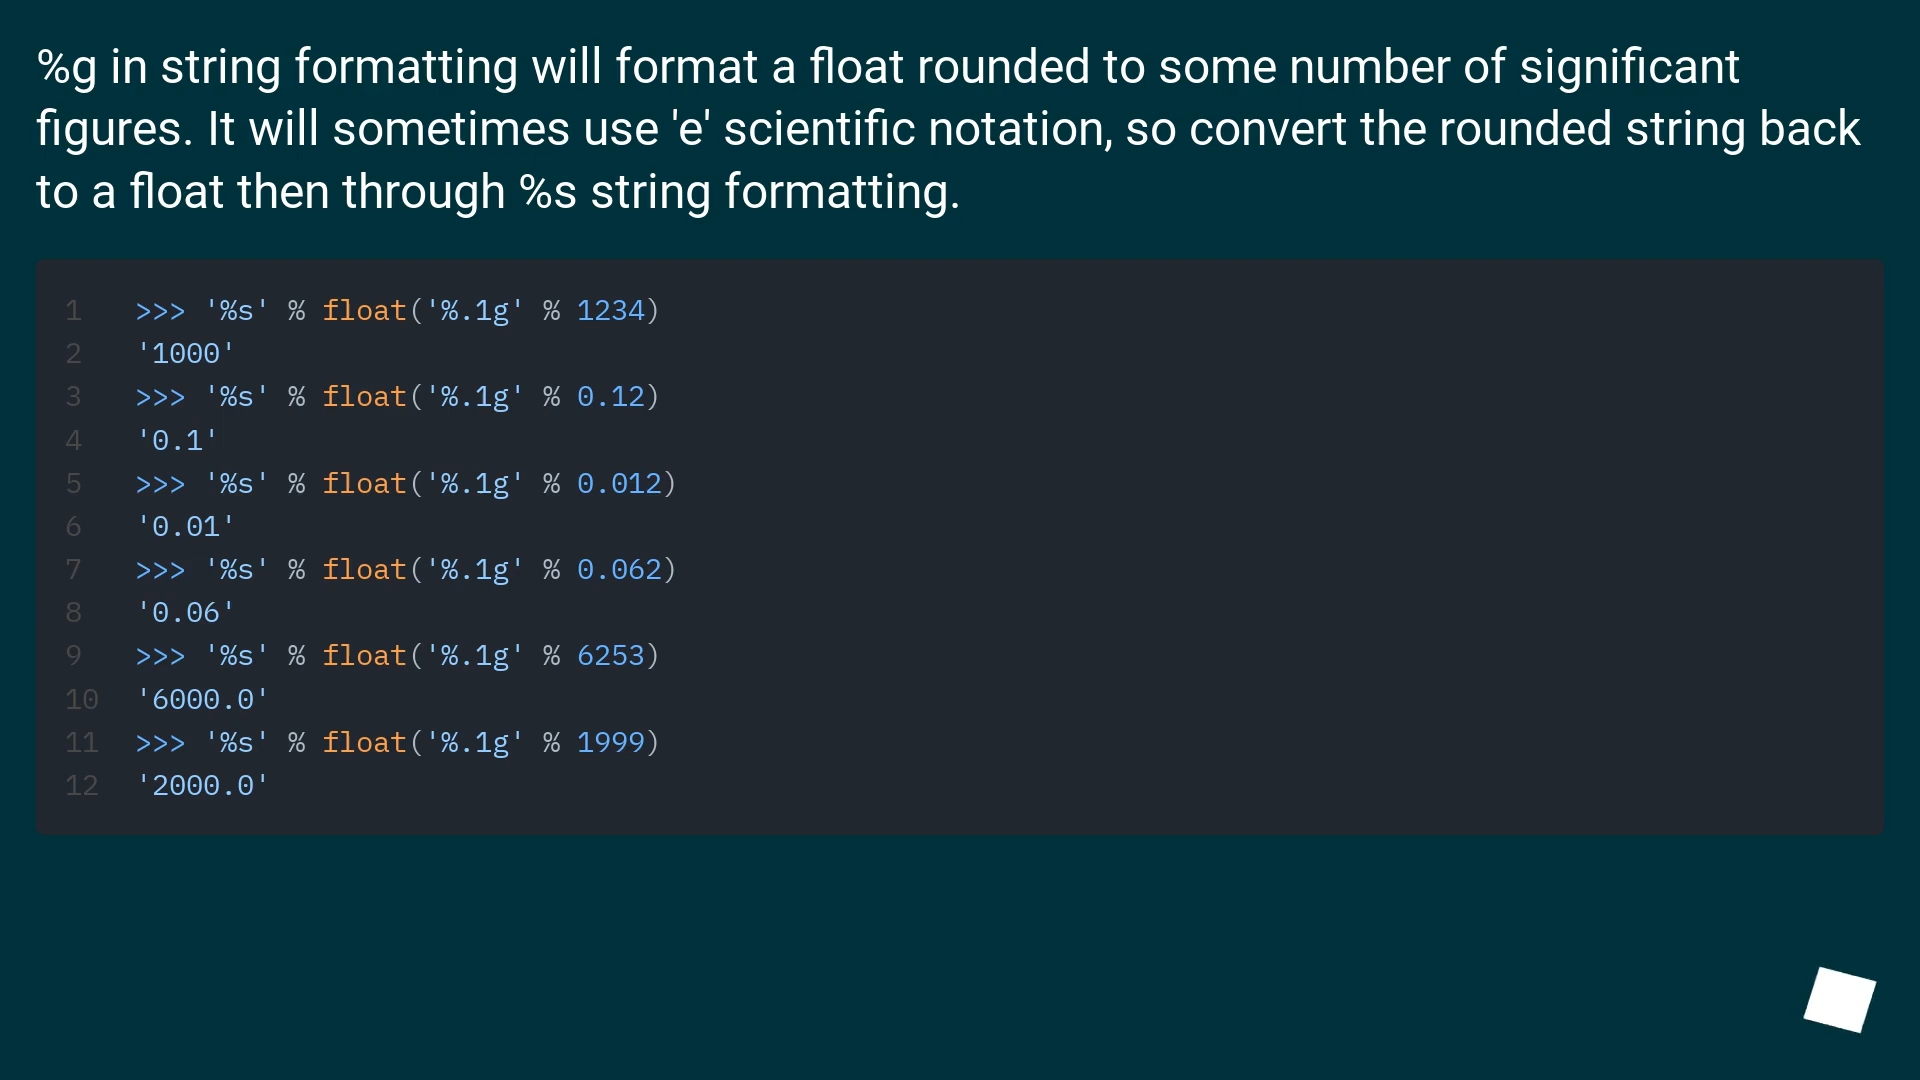 %g in string formatting will format a float rounded to some number of significant
figures. It will sometimes use 'e' scientific notation, so convert the rounded string back
to a float then through %s string formatting.
1 >>> '%s' % float('%.1g' % 1234)
2 '1000'
3 >>> '%s' % float('%.1g' % 0.12)
4 '0.1'
5 >>> '%s' % float('%.1g' % 0.012)
6 '0.01'
7 >>> '%s' % float('%.1g' % 0.062)
8 '0.06'
9 >>> '%s' % float('%.1g' % 6253)
10 '6000.0'
11 >>> '%s' % float('%.1g' % 1999)
12 '2000.0'